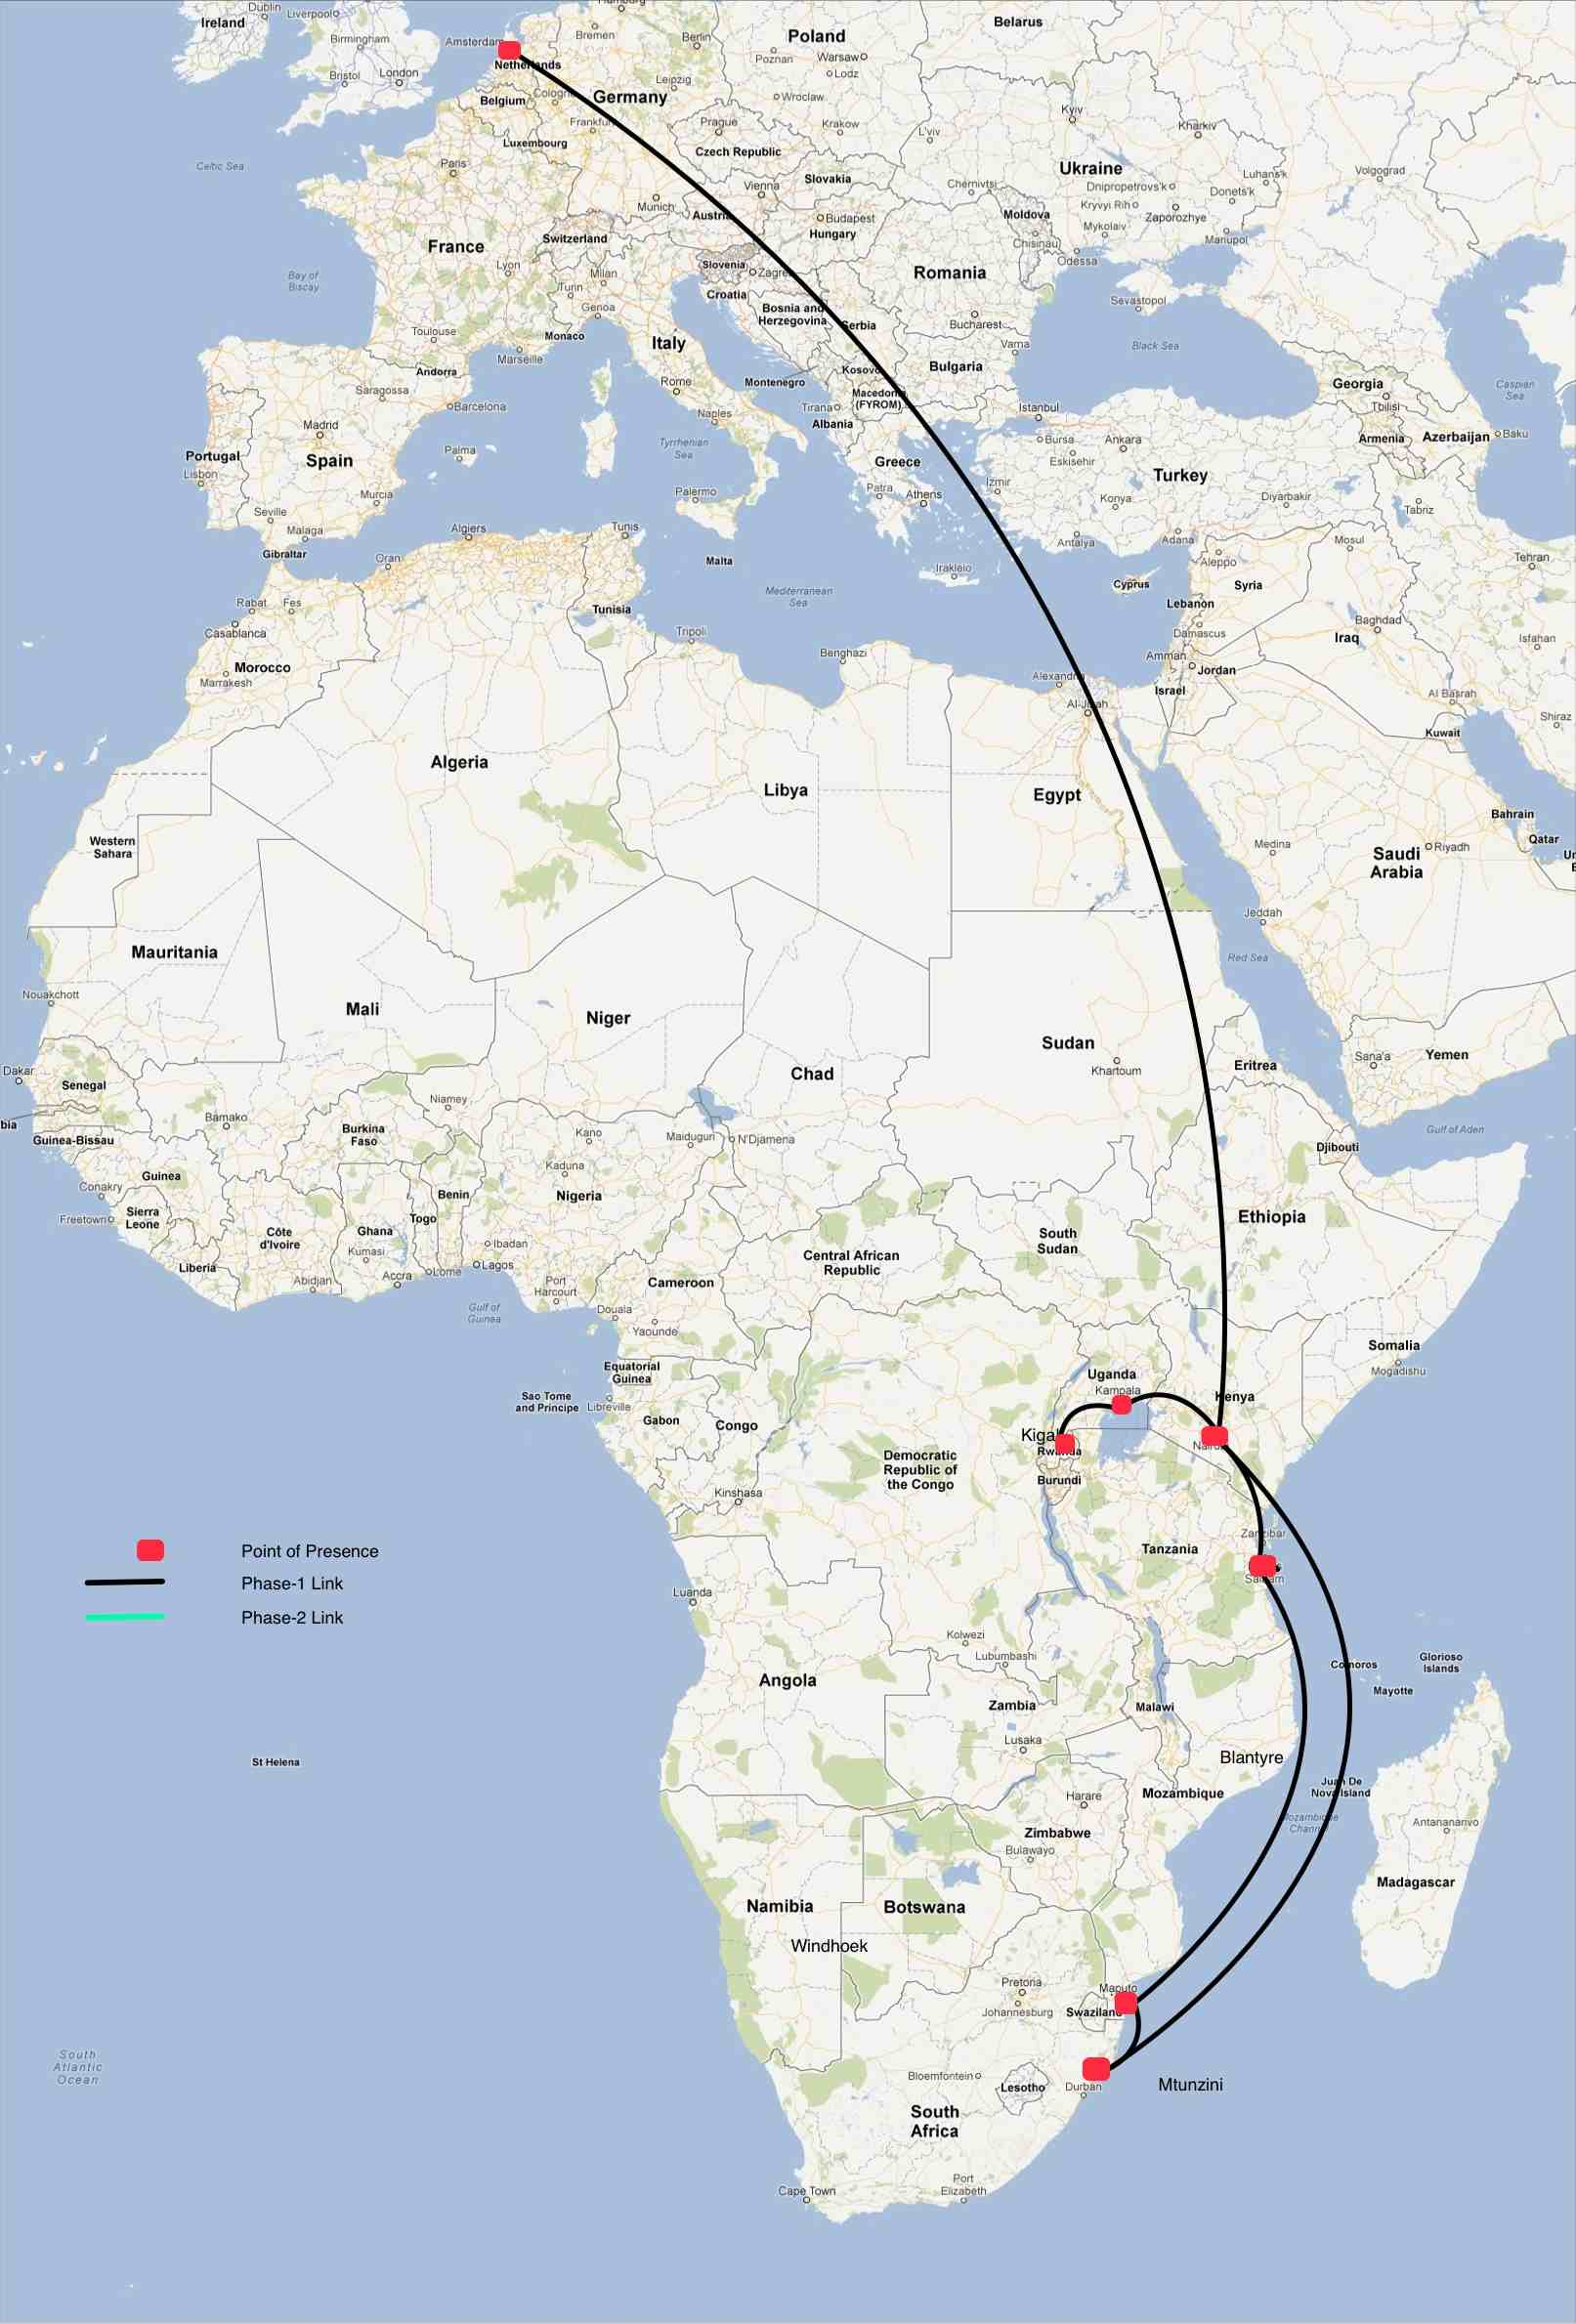 Dublin
Hamburg
Ireland
Liverpool
Belarus
Birmingham
Amsterdam
Bremen
Berlin
Poland
Poznan
Warsaw
Netherlands
Lodz
Bristol
London
Leipzig
Belgium
Germany
Wroclaw
Kyiv
Frankfurt
Prague
Krakow
L'viv
Kharkiv
Luxembourg
Czech Republic
Celtic Sea
Paris
Ukraine
Volgograd
Slovakia
Vienna
Chernivtsi
Dnipropetrovs'k
Luhans'k
Donets'k
Munich
Austria
Budapest
Moldova
Kryvyi Rih
Zaporozhye
France
Switzerland
Hungary
Mykolaiv
Mariupol
Chisinau
Lyon
Slovenia
Odessa
Milan
Romania
Bay of
Biscay
Turin
Croatia
Sevastopol
Genoa
Bosnia and
Herzegovina
Serbia
Bucharest
Toulouse
Monaco
Italy
Varna
Black Sea
Marseille
Andorra
Kosovo
Bulgaria
Saragossa
Rome
Montenegro
Georgia
Caspian
Sea
Macedonia
(FYROM)
Barcelona
Naples
Tirana
Istanbul
Tbilisi
Madrid
Albania
Bursa
Ankara
Armenia
Azerbaijan
Baku
Portugal
Spain
Palma
Tyrrhenian
Sea
Greece
Eskisehir
Lisbon
Turkey
Izmir
Patra
Athens
Murcia
Palermo
Konya
Diyarbakir
Seville
Tabriz
Malaga
Algiers
Tunis
Antalya
Adana
Mosul
Gibraltar
Oran
Malta
Aleppo
Tehran
Irakleio
Cyprus
Syria
Mediterranean
Sea
Rabat
Fes
Tunisia
Lebanon
Baghdad
Casablanca
Tripoli
Damascus
Iraq
Isfahan
Morocco
Benghazi
Amman
Jordan
Marrakesh
Alexandria
Israel
Al Basrah
Al-Jizah
Shiraz
Kuwait
Algeria
Libya
Egypt
Bahrain
Western
Sahara
Medina
Qatar
Saudi
Arabia
Riyadh
Jeddah
Mauritania
Red Sea
Nouakchott
Mali
Niger
Sudan
Dakar
Chad
Khartoum
Eritrea
Sana'a
Yemen
Senegal
Niamey
bia
Bamako
Burkina
Faso
Kano
Maiduguri
N'Djamena
Gulf of Aden
Guinea-Bissau
Djibouti
Guinea
Kaduna
Conakry
Benin
Nigeria
Sierra
Leone
Freetown
Togo
Ethiopia
Côte
d'Ivoire
Ghana
South
Sudan
Kumasi
Ibadan
Central African
Republic
Liberia
Lagos
Abidjan
Accra
Lome
Port
Harcourt
Cameroon
Gulf of
Guinea
Douala
Yaounde
Somalia
Equatorial
Guinea
Uganda
Mogadishu
Kampala
Sao Tome
and Principe
Libreville
Kenya
Gabon
Congo
Kigali
Nairobi
Rwanda
Democratic
Republic of
the Congo
Burundi
Kinshasa
Zanzibar
Point of Presence
Tanzania
Salaam
Phase-1 Link
Luanda
Phase-2 Link
Kolwezi
Lubumbashi
Comoros
Glorioso
Islands
Angola
Mayotte
Zambia
Malawi
Lusaka
St Helena
Blantyre
Juan De
Nova Island
Mozambique
Harare
Mozambique
Channel
Antananarivo
Zimbabwe
Bulawayo
Madagascar
Namibia
Botswana
Windhoek
Pretoria
Maputo
Johannesburg
Swaziland
South
Atlantic
Ocean
Bloemfontein
Lesotho
Durban
Mtunzini
South
Africa
Port
Elizabeth
Cape Town